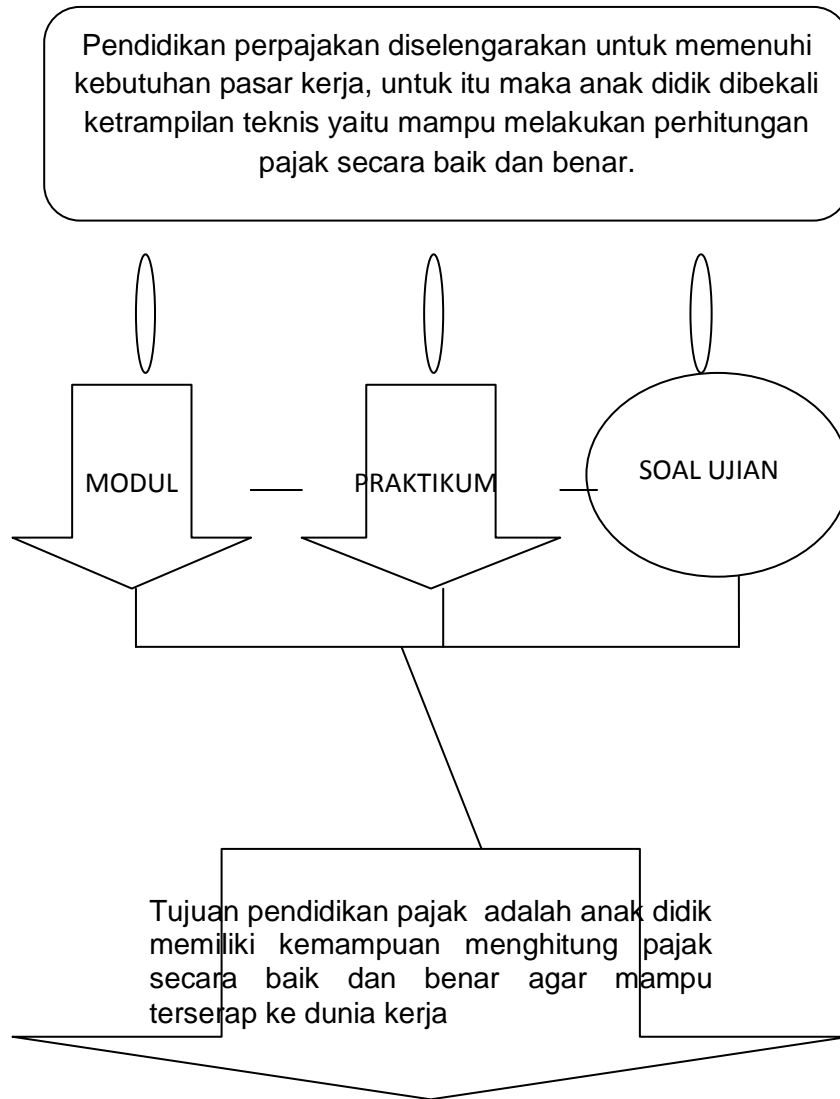 Pendidikan perpajakan diselengarakan untuk memenuhi
kebutuhan pasar kerja, untuk itu maka anak didik dibekali
ketrampilan teknis yaitu mampu melakukan perhitungan
pajak secara baik dan benar.
MODUL
PRAKTIKUM
SOAL UJIAN
Tujuan pendidikan pajak adalah anak didik
memiliki kemampuan menghitung pajak
secara baik dan benar agar mampu
terserap ke dunia kerja